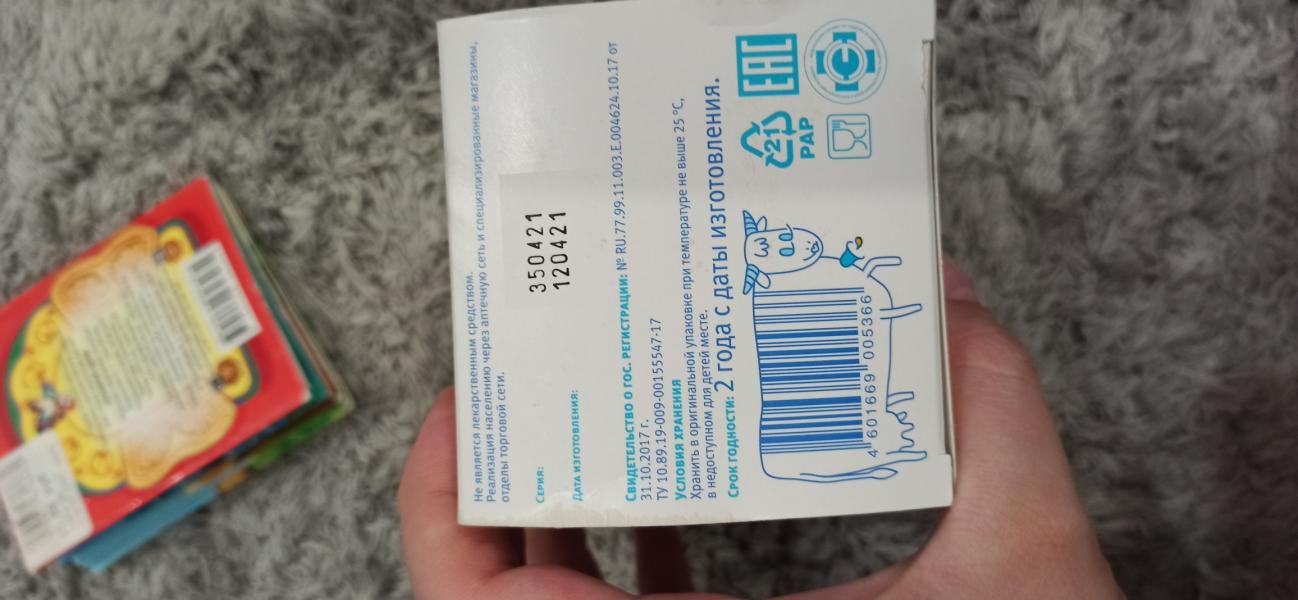 Не является лекарственным средством.
Реализация населению через аптечную сеть и специализированные магазины,
отделы торговой сети.
Серия:
350421
Дата изготовления:
120421
Свидетельство о гос. регистрации: № RU.77.99.11.003.Е.004624.10.17 от
31.10.2017 г.
ТУ 10.89.19-009-00155547-17
Условия хранения
Хранить в оригинальной упаковке при температуре не выше 25 °С,
в недоступном для детей месте.
Срок годности: 2 года с даты изготовления.
4 601669 005366
21
PAP
EAC